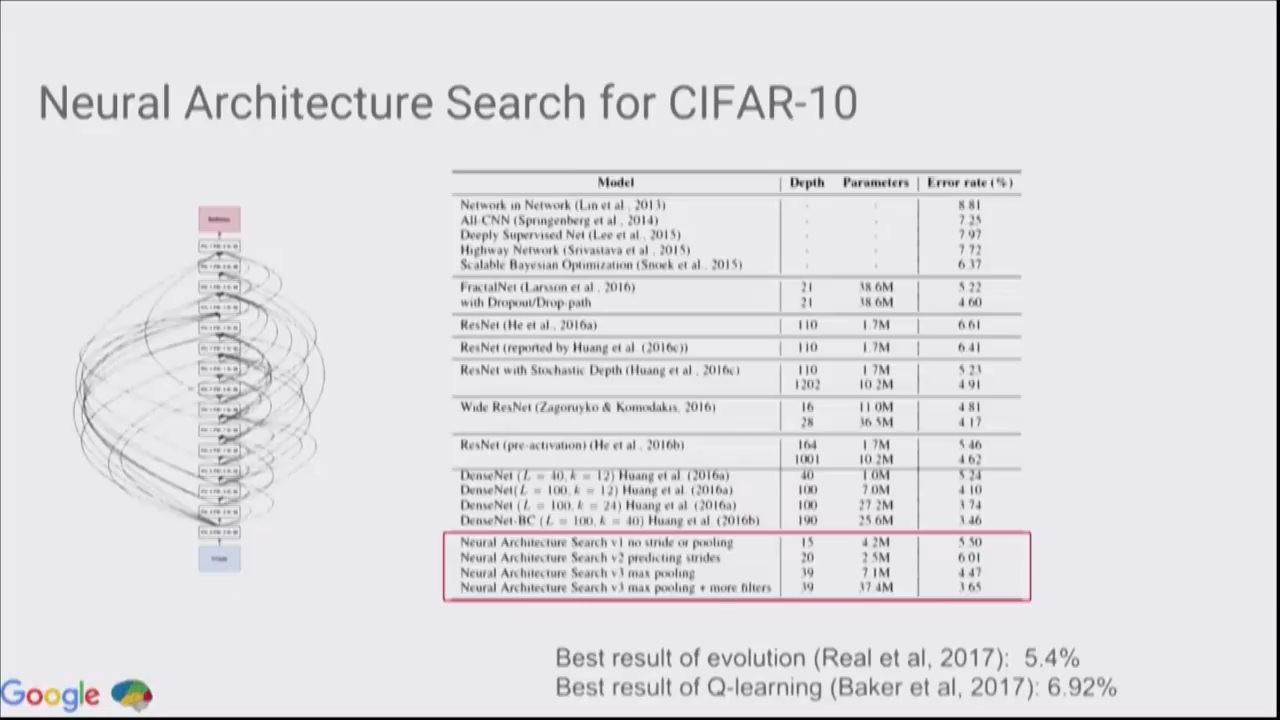 Neural Architecture Search for CIFAR-10
Model Depth Parameters Error rate (%)
Network in Network (Lin et al., 2013) - - 8.81
All-CNN (Springenberg et al., 2014) - - 7.25
Deeply Supervised Net (Lee et al., 2015) - - 7.97
Highway Network (Srivastava et al., 2015) - - 7.72
Scalable Bayesian Optimization (Snoek et al., 2015) - - 6.37
FractalNet (Larsson et al., 2016) 21 38.6M 5.22
with Dropout/Drop-path 21 38.6M 4.60
ResNet (He et al., 2016a) 110 1.7M 6.61
ResNet (reported by Huang et al. (2016c)) 110 1.7M 6.41
ResNet with Stochastic Depth (Huang et al., 2016c) 110 1.7M 5.23
1202 10.2M 4.91
Wide ResNet (Zagoruyko & Komodakis, 2016) 16 11.0M 4.81
28 36.5M 4.17
ResNet (pre-activation) (He et al., 2016b) 164 1.7M 5.46
1001 10.2M 4.62
DenseNet (L = 40, k = 12) Huang et al. (2016a) 40 1.0M 5.24
DenseNet(L = 100, k = 12) Huang et al. (2016a) 100 7.0M 4.10
DenseNet (L = 100, k = 24) Huang et al. (2016a) 100 27.2M 3.74
DenseNet-BC (L = 100, k = 40) Huang et al. (2016b) 190 25.6M 3.46
Neural Architecture Search v1 no stride or pooling 15 4.2M 5.50
Neural Architecture Search v2 predicting strides 20 2.5M 6.01
Neural Architecture Search v3 max pooling 39 7.1M 4.47
Neural Architecture Search v3 max pooling + more filters 39 37.4M 3.65
Best result of evolution (Real et al, 2017): 5.4%
Best result of Q-learning (Baker et al, 2017): 6.92%
Google